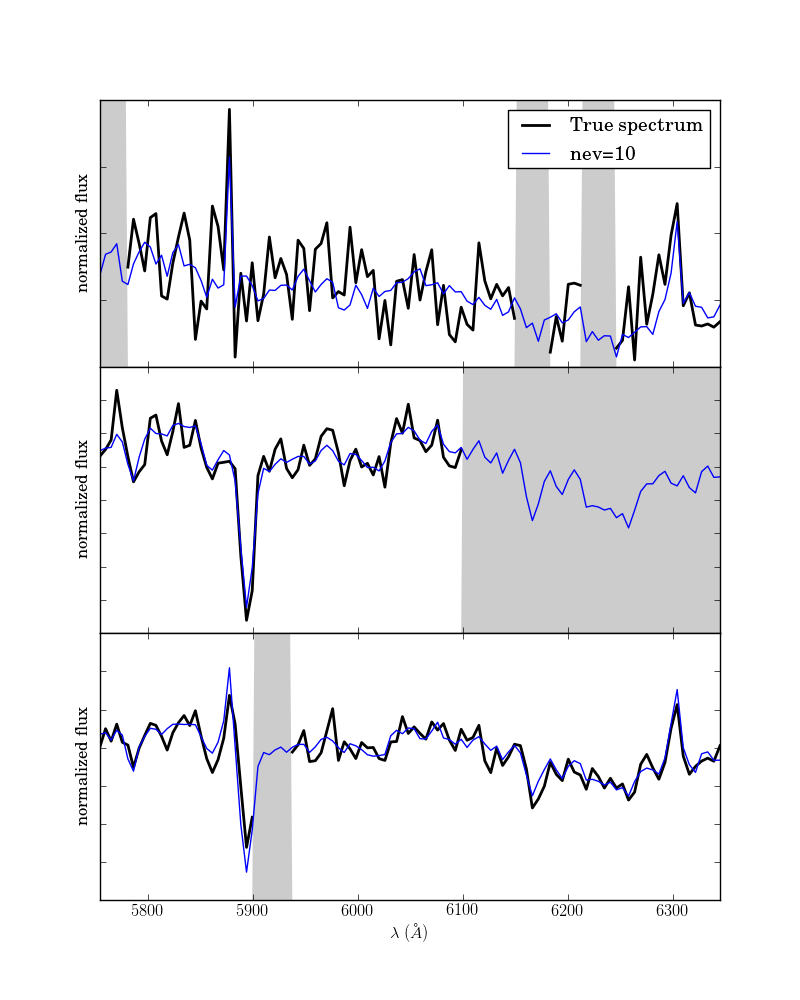 True spectrum
nev=10
normalized flux
normalized flux
normalized flux
5800 5900 6000 6100 6200 6300
λ (Å)